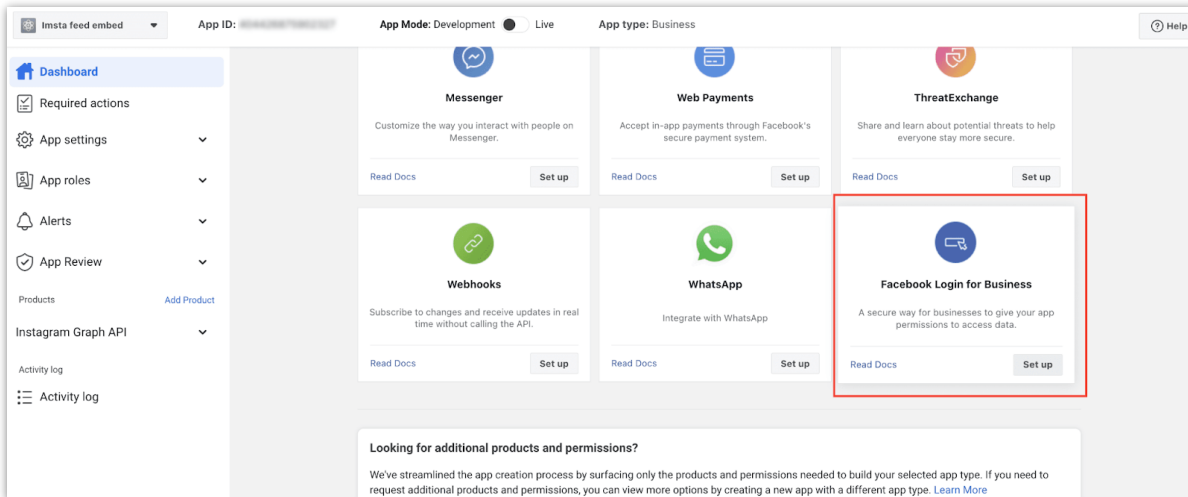 Imsta feed embed
App ID:
App Mode: Development
Live
App type: Business
Help
Dashboard
Required actions
App settings
App roles
Alerts
App Review
Products
Add Product
Instagram Graph API
Activity log
Activity log
Messenger
Customize the way you interact with people on
Messenger.
Read Docs
Set up
Web Payments
Accept in-app payments through Facebook's
secure payment system.
Read Docs
Set up
ThreatExchange
Share and learn about potential threats to help
everyone stay more secure.
Read Docs
Set up
Webhooks
Subscribe to changes and receive updates in real
time without calling the API.
Read Docs
Set up
WhatsApp
Integrate with WhatsApp
Read Docs
Set up
Facebook Login for Business
A secure way for businesses to give your app
permissions to access data.
Read Docs
Set up
Looking for additional products and permissions?
We've streamlined the app creation process by surfacing only the products and permissions needed to build your selected app type. If you need to
request additional products and permissions, you can view more options by creating a new app with a different app type. Learn More